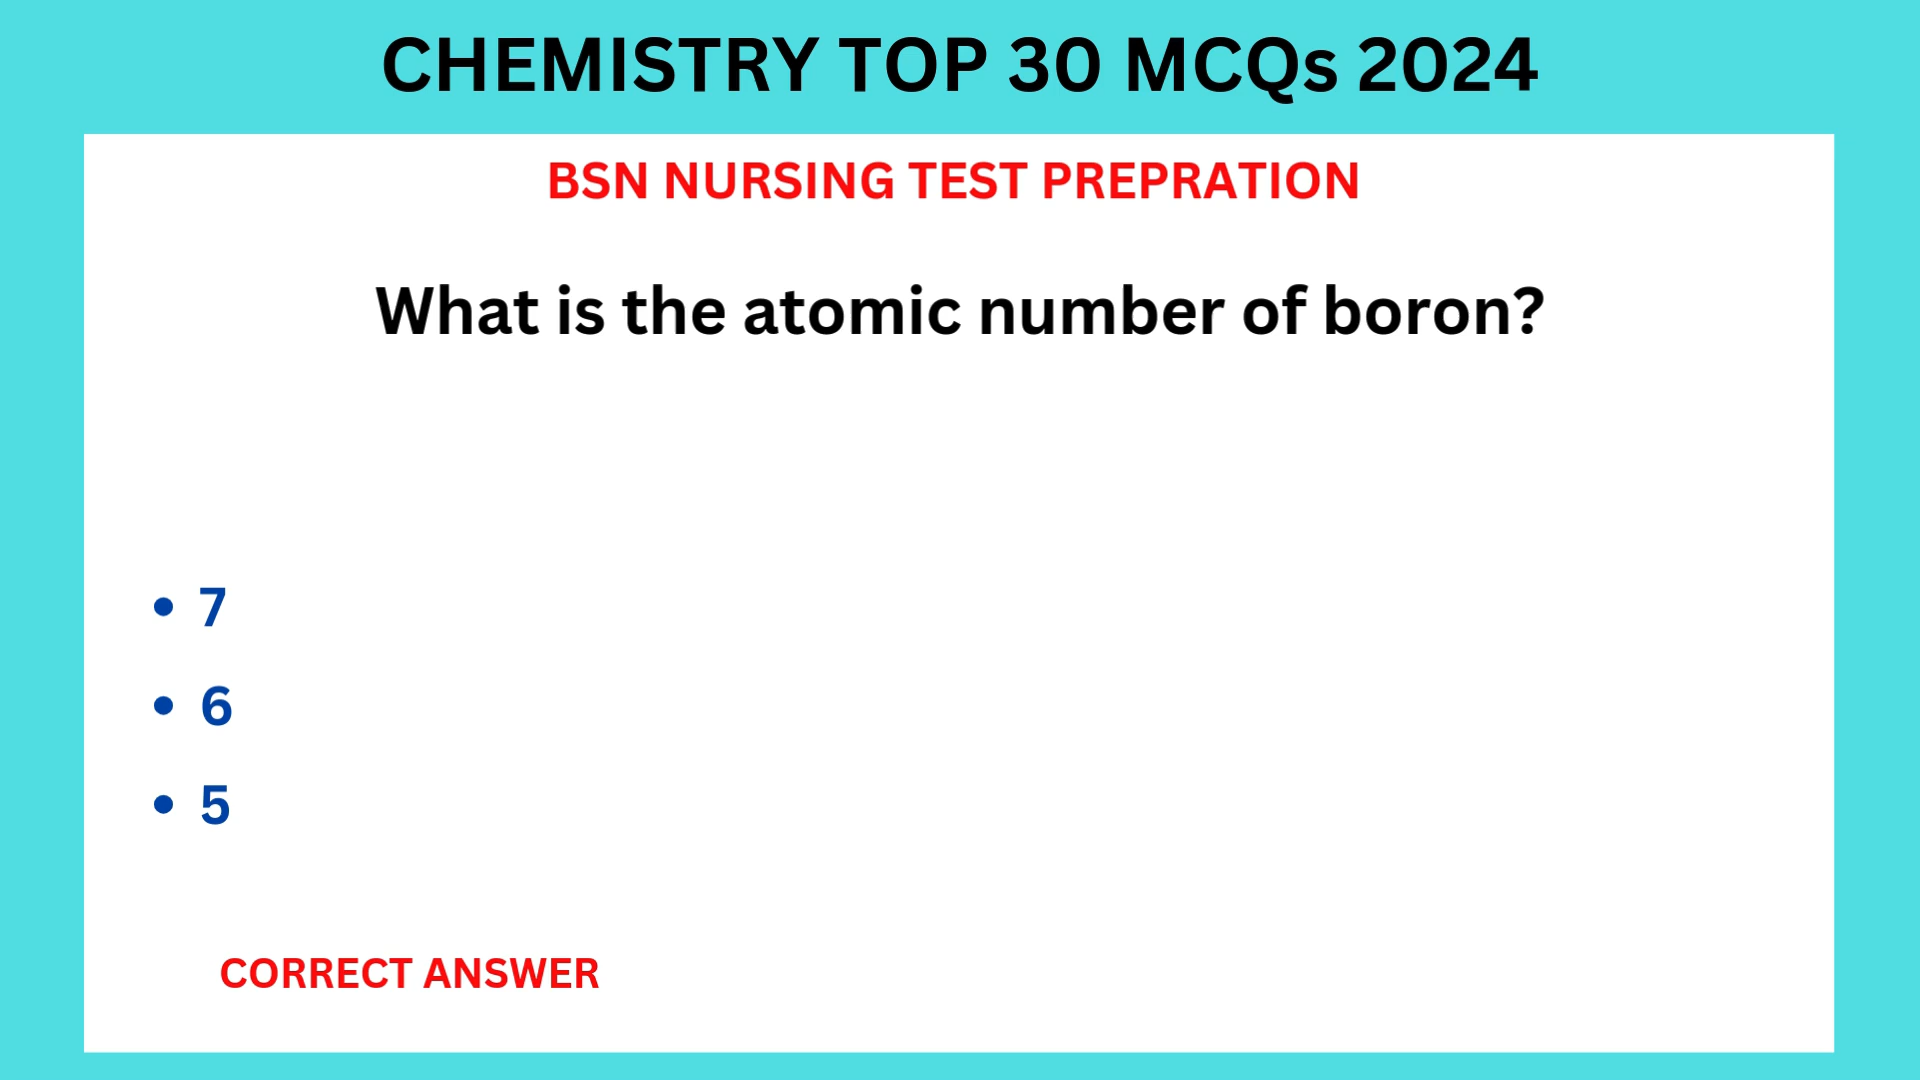 CHEMISTRY TOP 30 MCQs 2024
BSN NURSING TEST PREPRATION
What is the atomic number of boron?
• 7
• 6
• 5
CORRECT ANSWER